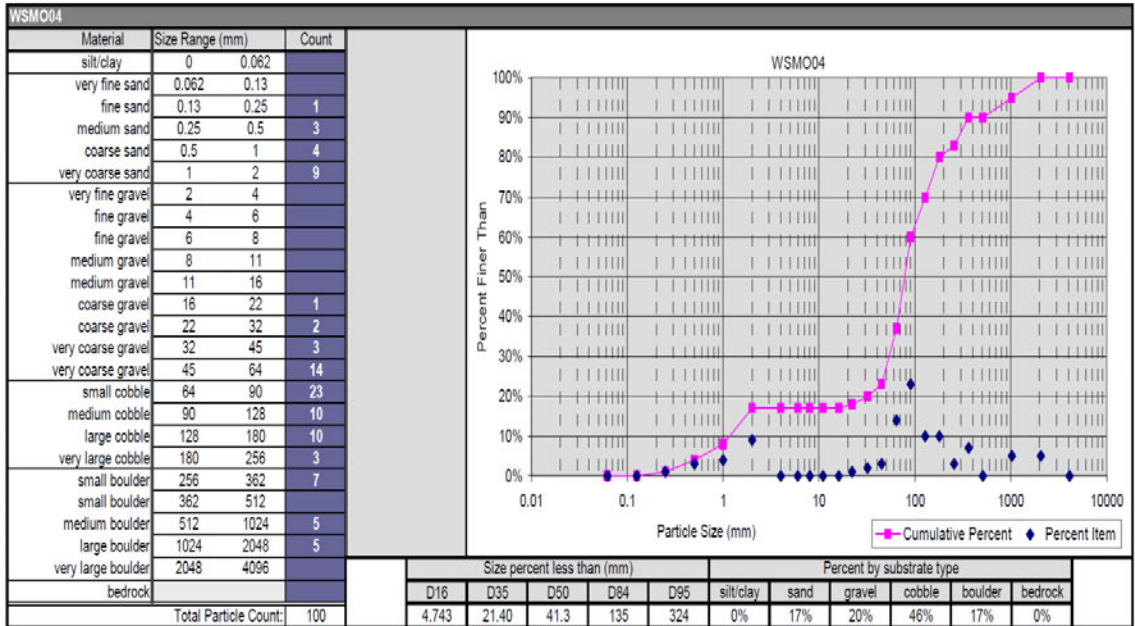 WSMO04
Material Size Range (mm) Count
silt/clay 0 0.062
very fine sand 0.062 0.13
fine sand 0.13 0.25 1
medium sand 0.25 0.5 3
coarse sand 0.5 1 4
very coarse sand 1 2 9
very fine gravel 2 4
fine gravel 4 6
fine gravel 6 8
medium gravel 8 11
medium gravel 11 16
coarse gravel 16 22 1
coarse gravel 22 32 2
very coarse gravel 32 45 3
very coarse gravel 45 64 14
small cobble 64 90 23
medium cobble 90 128 10
large cobble 128 180 10
very large cobble 180 256 3
small boulder 256 362 7
small boulder 362 512
medium boulder 512 1024 5
large boulder 1024 2048 5
very large boulder 2048 4096
bedrock
Total Particle Count: 100
WSMO04
Percent Finer Than
100%
90%
80%
70%
60%
50%
40%
30%
20%
10%
0%
0.01 0.1 1 10 100 1000 10000
Particle Size (mm)
Cumulative Percent Percent Item
Size percent less than (mm) Percent by substrate type
D16 D35 D50 D84 D95 silt/clay sand gravel cobble boulder bedrock
4.743 21.40 41.3 135 324 0% 17% 20% 46% 17% 0%